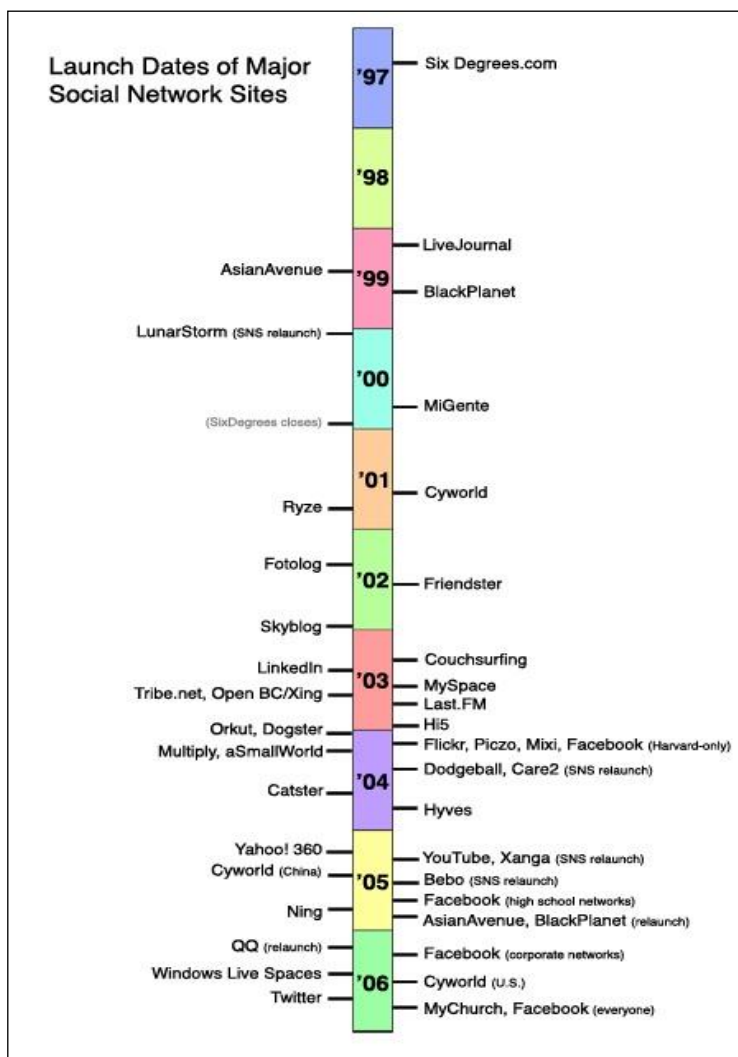 Launch Dates of Major
Social Network Sites
'97
Six Degrees.com
'98
'99
LiveJournal
AsianAvenue
BlackPlanet
'00
LunarStorm (SNS relaunch)
MiGente
(SixDegrees closes)
'01
Cyworld
Ryze
'02
Fotolog
Friendster
Skyblog
'03
Couchsurfing
LinkedIn
MySpace
Tribe.net, Open BC/Xing
Last.FM
Hi5
'04
Orkut, Dogster
Flickr, Piczo, Mixi, Facebook (Harvard-only)
Multiply, aSmallWorld
Dodgeball, Care2 (SNS relaunch)
Catster
Hyves
'05
Yahoo! 360
YouTube, Xanga (SNS relaunch)
Cyworld (China)
Bebo (SNS relaunch)
Facebook (high school networks)
Ning
AsianAvenue, BlackPlanet (relaunch)
'06
QQ (relaunch)
Facebook (corporate networks)
Windows Live Spaces
Cyworld (U.S.)
Twitter
MyChurch, Facebook (everyone)